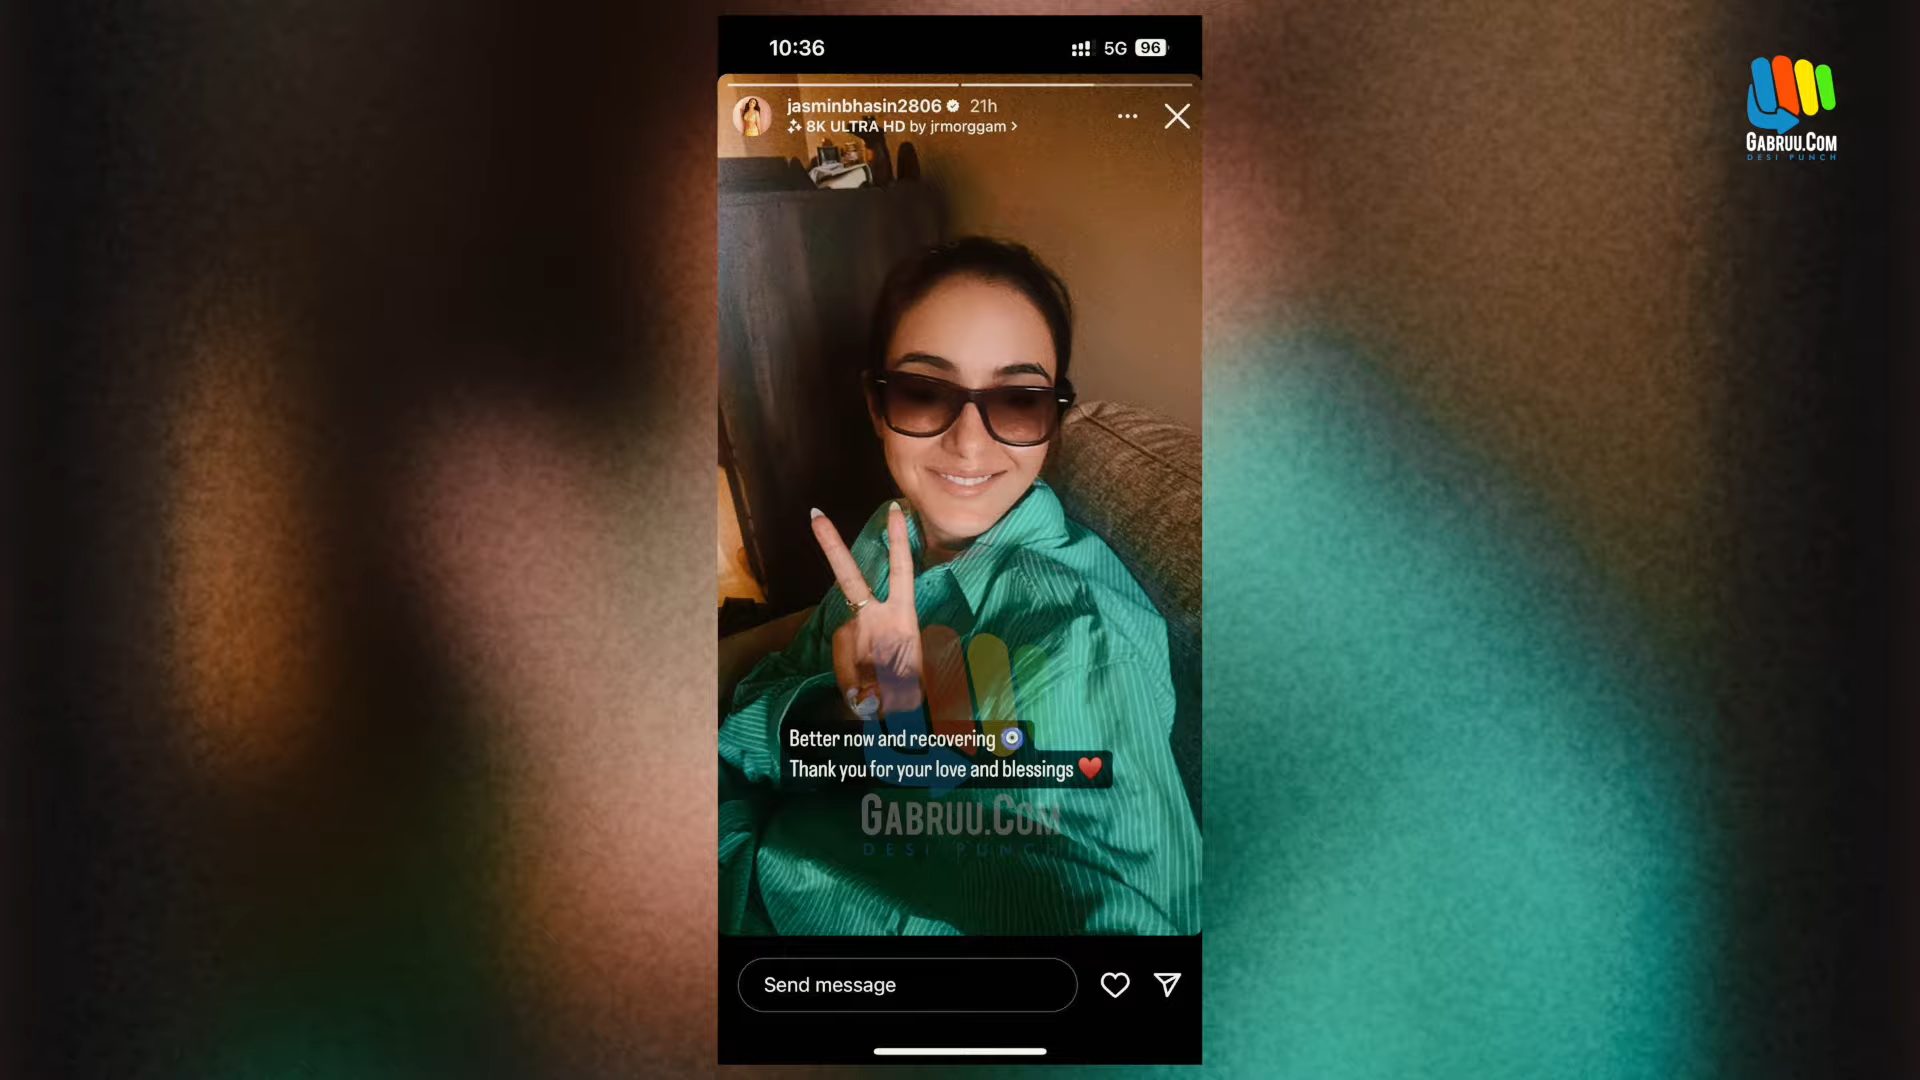 10:36
5G 96
jasminbhasin2806 21h
8K ULTRA HD by jrmorggam >
GABRUU.COM
DESI PUNCH
Better now and recovering 🧿
Thank you for your love and blessings ❤️
GABRUU.COM
DESI PUNCH
Send message